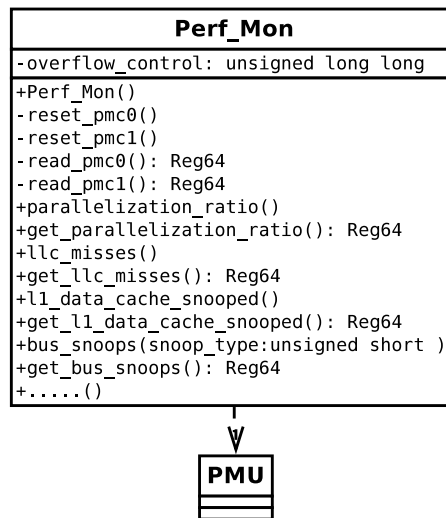 Perf_Mon
-overflow_control: unsigned long long
+Perf_Mon()
-reset_pmc0()
-reset_pmc1()
-read_pmc0(): Reg64
-read_pmc1(): Reg64
+parallelization_ratio()
+get_parallelization_ratio(): Reg64
+llc_misses()
+get_llc_misses(): Reg64
+l1_data_cache_snooped()
+get_l1_data_cache_snooped(): Reg64
+bus_snoops(snoop_type:unsigned short )
+get_bus_snoops(): Reg64
+.....()
1
PMU